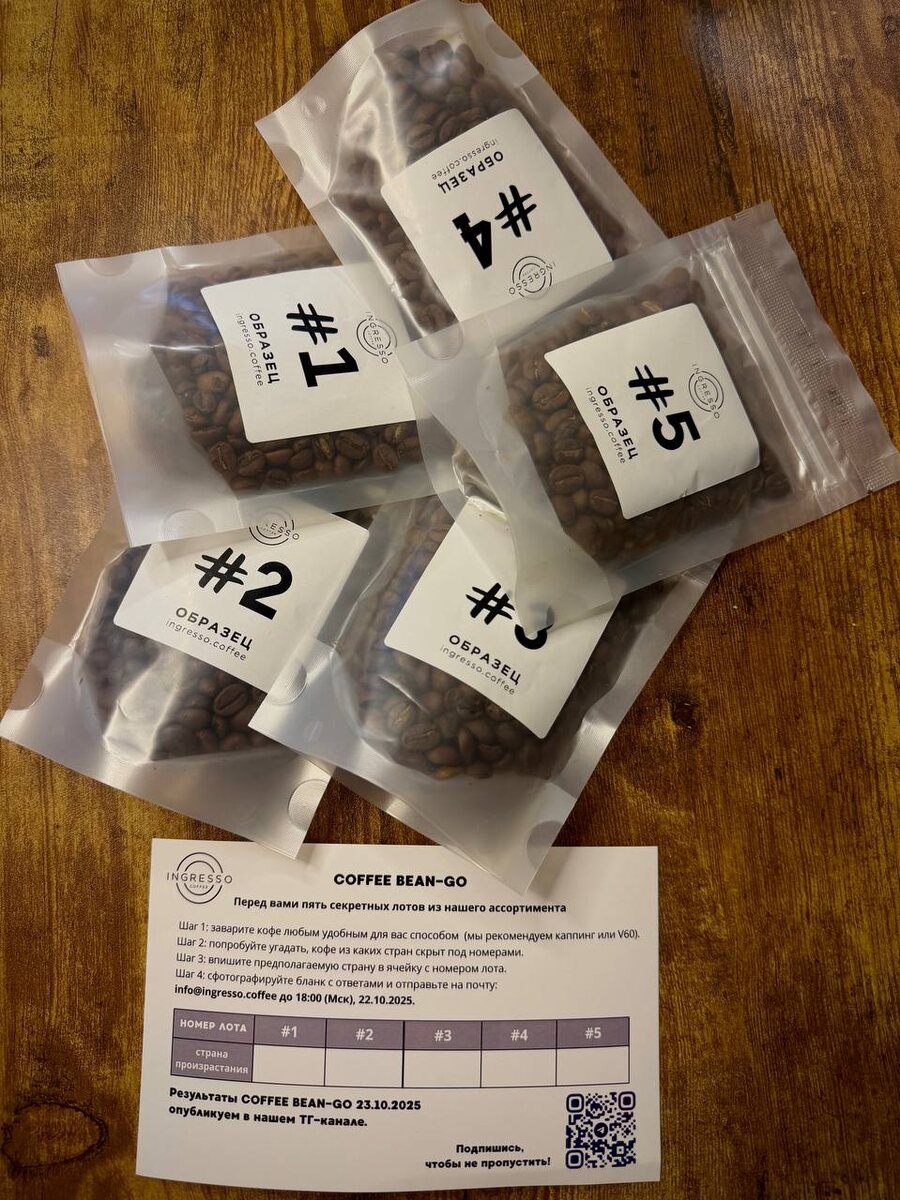 INGRESSO
COFFEE
#4
ОБРАЗЕЦ
ingresso.coffee
INGRESSO
#1
ОБРАЗЕЦ
ingresso.coffee
INGRESSO
COFFEE
#5
ОБРАЗЕЦ
ingresso.coffee
#2
ОБРАЗЕЦ
ingresso.coffee
#3
ОБРАЗЕЦ
ingresso.coffee
INGRESSO
COFFEE
COFFEE BEAN-GO
Перед вами пять секретных лотов из нашего ассортимента
Шаг 1: заварите кофе любым удобным для вас способом (мы рекомендуем каппинг или V60).
Шаг 2: попробуйте угадать, кофе из каких стран скрыт под номерами.
Шаг 3: впишите предполагаемую страну в ячейку с номером лота.
Шаг 4: сфотографируйте бланк с ответами и отправьте на почту:
info@ingresso.coffee до 18:00 (Мск), 22.10.2025.
НОМЕР ЛОТА #1 #2 #3 #4 #5
страна
произрастания
Результаты COFFEE BEAN-GO 23.10.2025
опубликуем в нашем ТГ-канале.
Подпишись,
чтобы не пропустить!